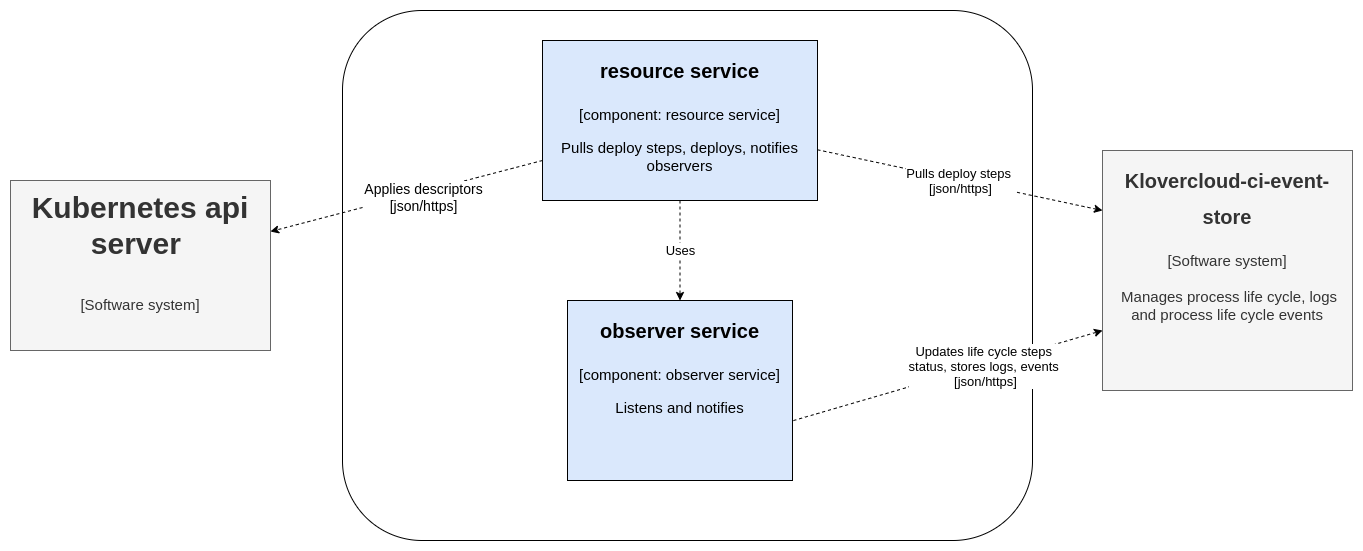 resource service
[component: resource service]
Pulls deploy steps, deploys, notifies
observers
Applies descriptors
[json/https]
Pulls deploy steps
[json/https]
Kubernetes api
server
[Software system]
Klovercloud-ci-event-
store
[Software system]
Manages process life cycle, logs
and process life cycle events
Uses
observer service
[component: observer service]
Listens and notifies
Updates life cycle steps
status, stores logs, events
[json/https]